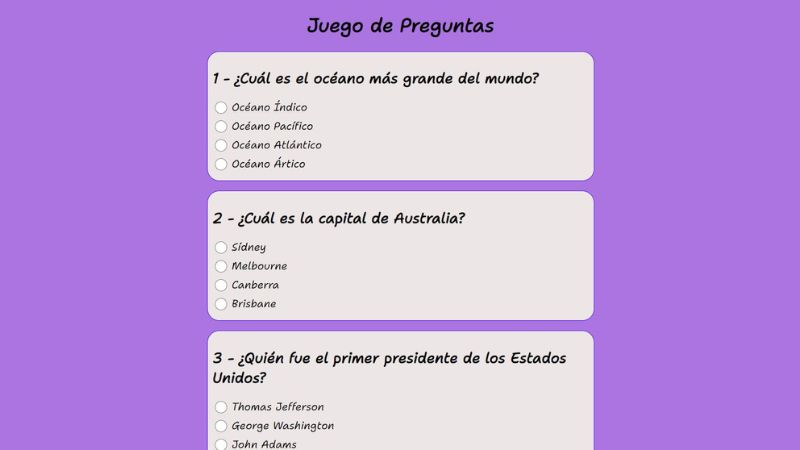 Juego de Preguntas
1 - ¿Cuál es el océano más grande del mundo?
Océano Índico
Océano Pacífico
Océano Atlántico
Océano Ártico
2 - ¿Cuál es la capital de Australia?
Sídney
Melbourne
Canberra
Brisbane
3 - ¿Quién fue el primer presidente de los Estados
Unidos?
Thomas Jefferson
George Washington
John Adams